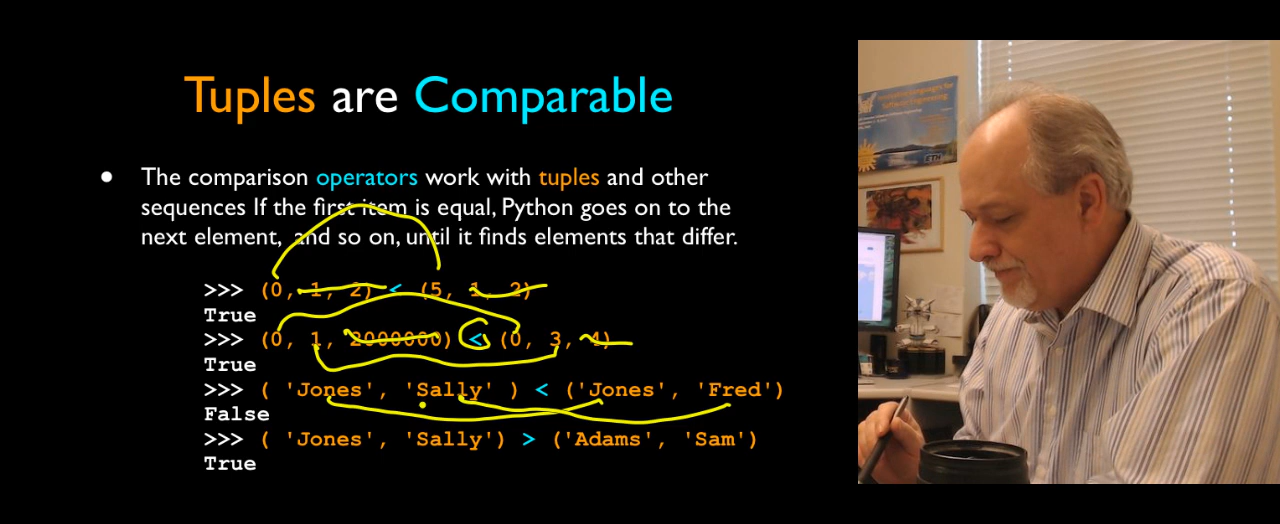 Tuples are Comparable
• The comparison operators work with tuples and other
sequences If the first item is equal, Python goes on to the
next element, and so on, until it finds elements that differ.
>>> (0, 1, 2) < (5, 1, 2)
True
>>> (0, 1, 2000000) < (0, 3, 4)
True
>>> ( 'Jones', 'Sally' ) < ('Jones', 'Fred')
False
>>> ( 'Jones', 'Sally') > ('Adams', 'Sam')
True